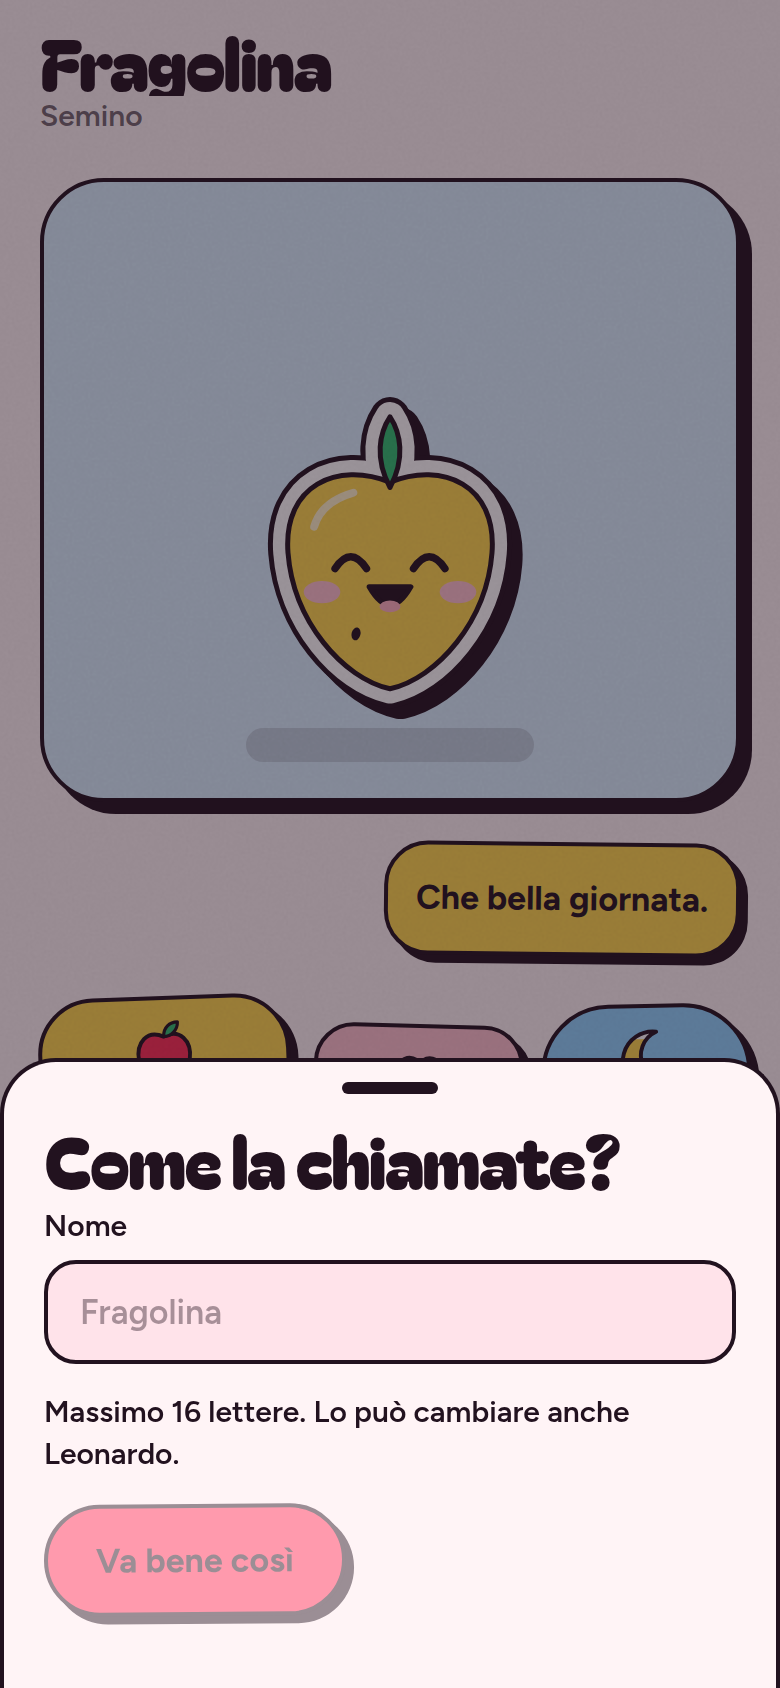 Fragolina
Semino
Che bella giornata.
Come la chiamate?
Nome
Fragolina
Massimo 16 lettere. Lo può cambiare anche
Leonardo.
Va bene così